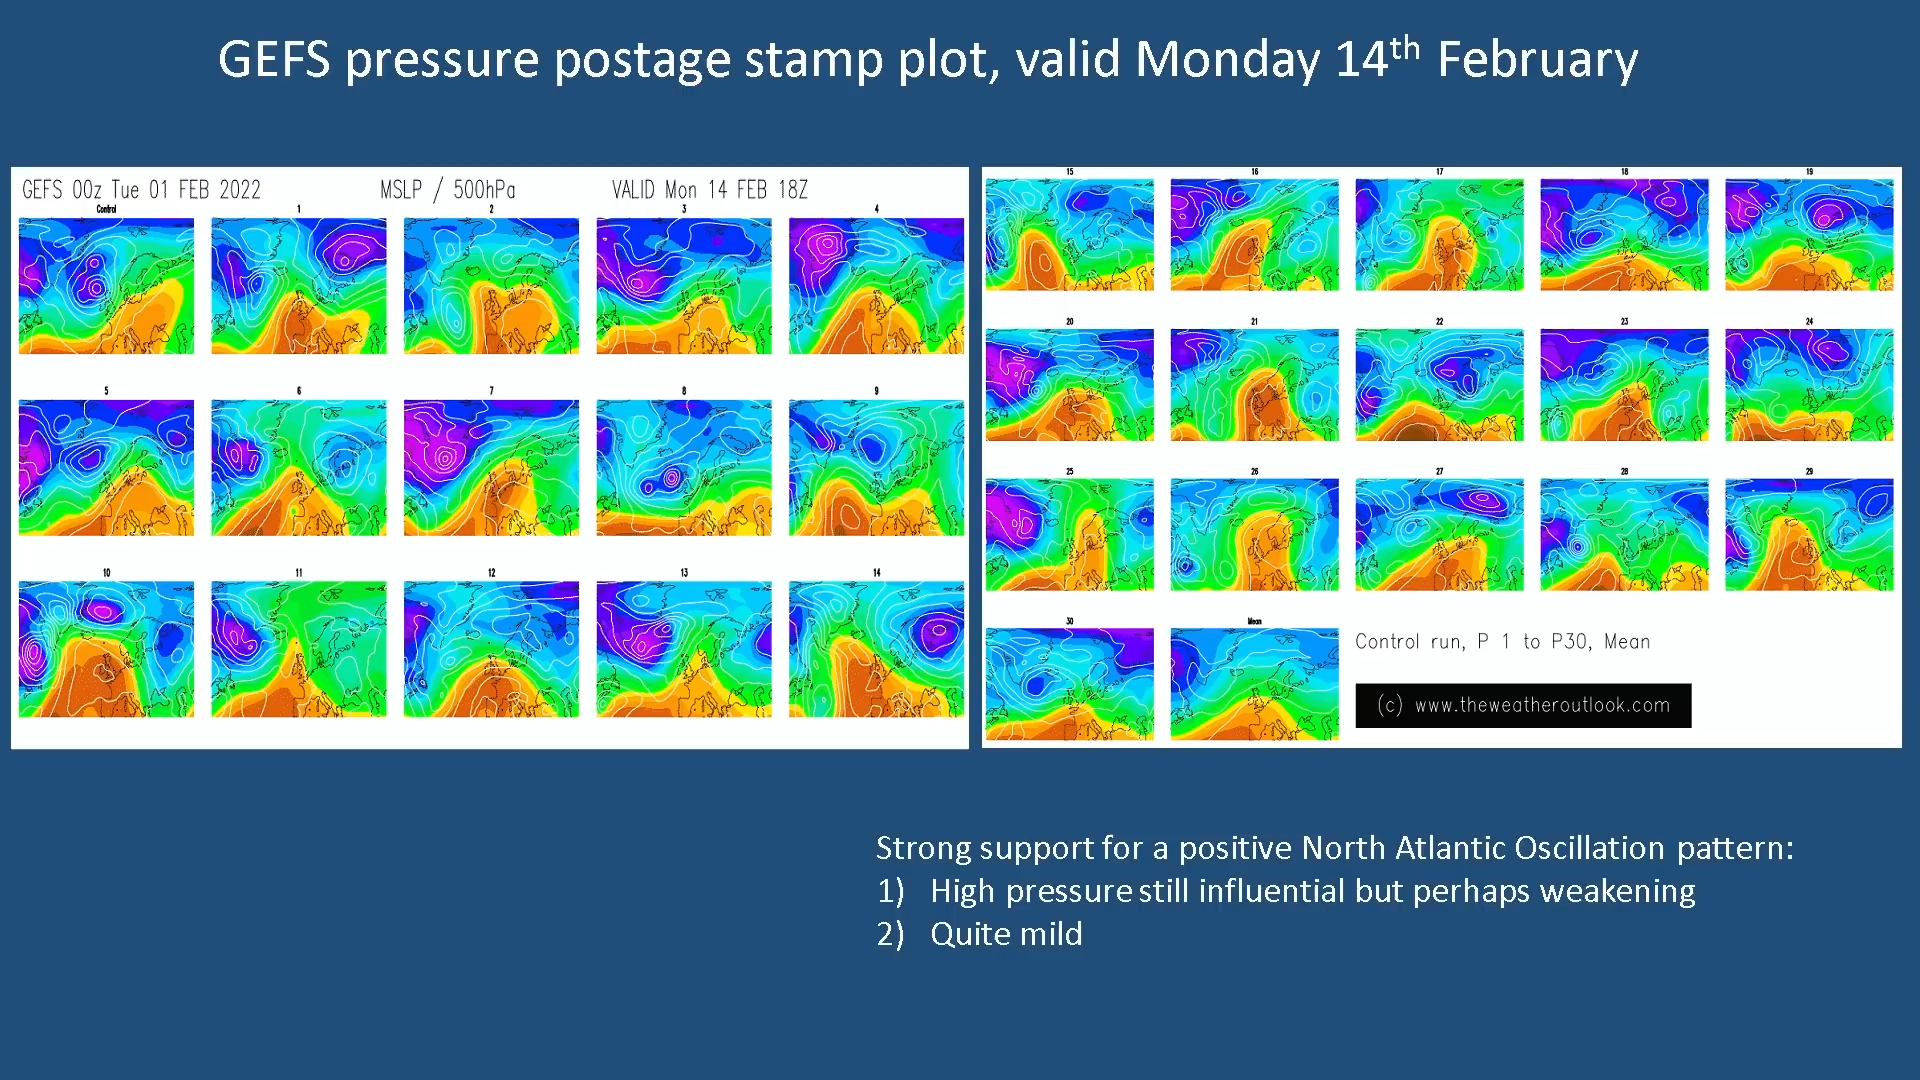 GEFS pressure postage stamp plot, valid Monday 14th February
GEFS 00z Tue 01 FEB 2022 MSLP / 500hPa VALID Mon 14 FEB 18Z
Control 1 2 3 4
5 6 7 8 9
10 11 12 13 14
15 16 17 18 19
20 21 22 23 24
25 26 27 28 29
30 Mean
Control run, P 1 to P30, Mean
(c) www.theweatheroutlook.com
Strong support for a positive North Atlantic Oscillation pattern:
1) High pressure still influential but perhaps weakening
2) Quite mild